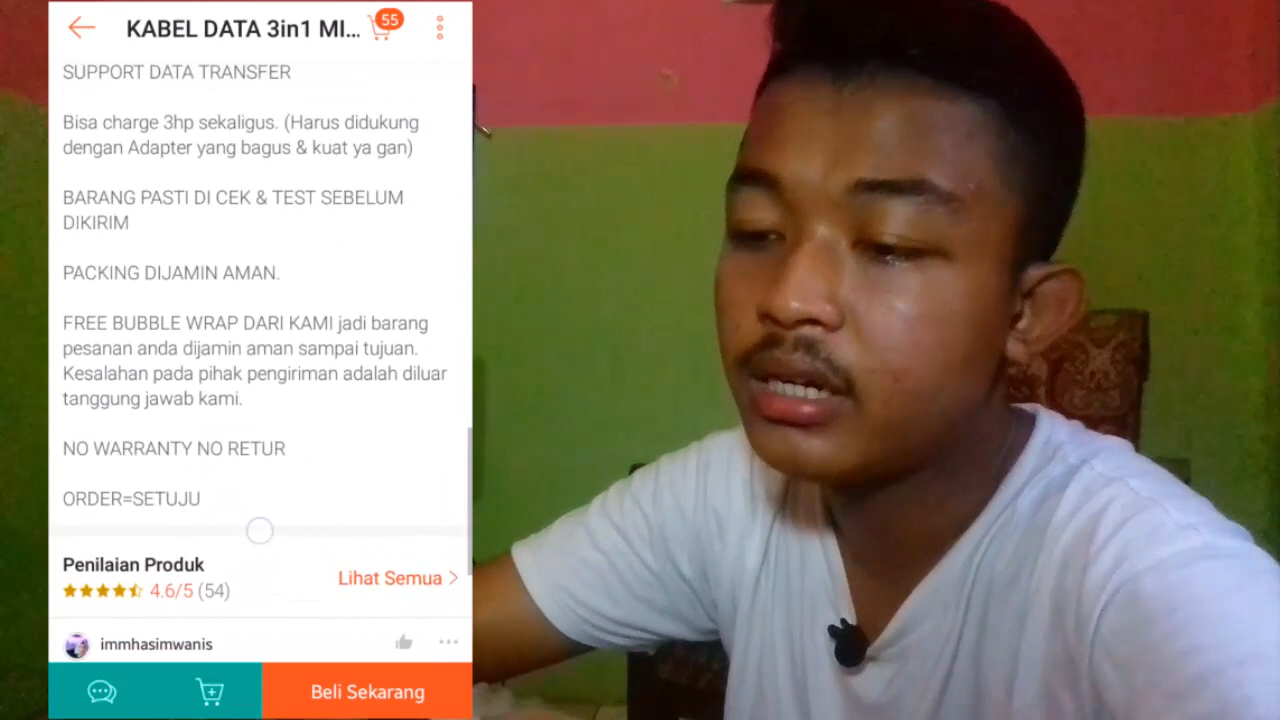 KABEL DATA 3in1 MI...
55
SUPPORT DATA TRANSFER
Bisa charge 3hp sekaligus. (Harus didukung
dengan Adapter yang bagus & kuat ya gan)
BARANG PASTI DI CEK & TEST SEBELUM
DIKIRIM
PACKING DIJAMIN AMAN.
FREE BUBBLE WRAP DARI KAMI jadi barang
pesanan anda dijamin aman sampai tujuan.
Kesalahan pada pihak pengiriman adalah diluar
tanggung jawab kami.
NO WARRANTY NO RETUR
ORDER=SETUJU
Penilaian Produk
4.6/5 (54)
Lihat Semua
immhasimwanis
Beli Sekarang